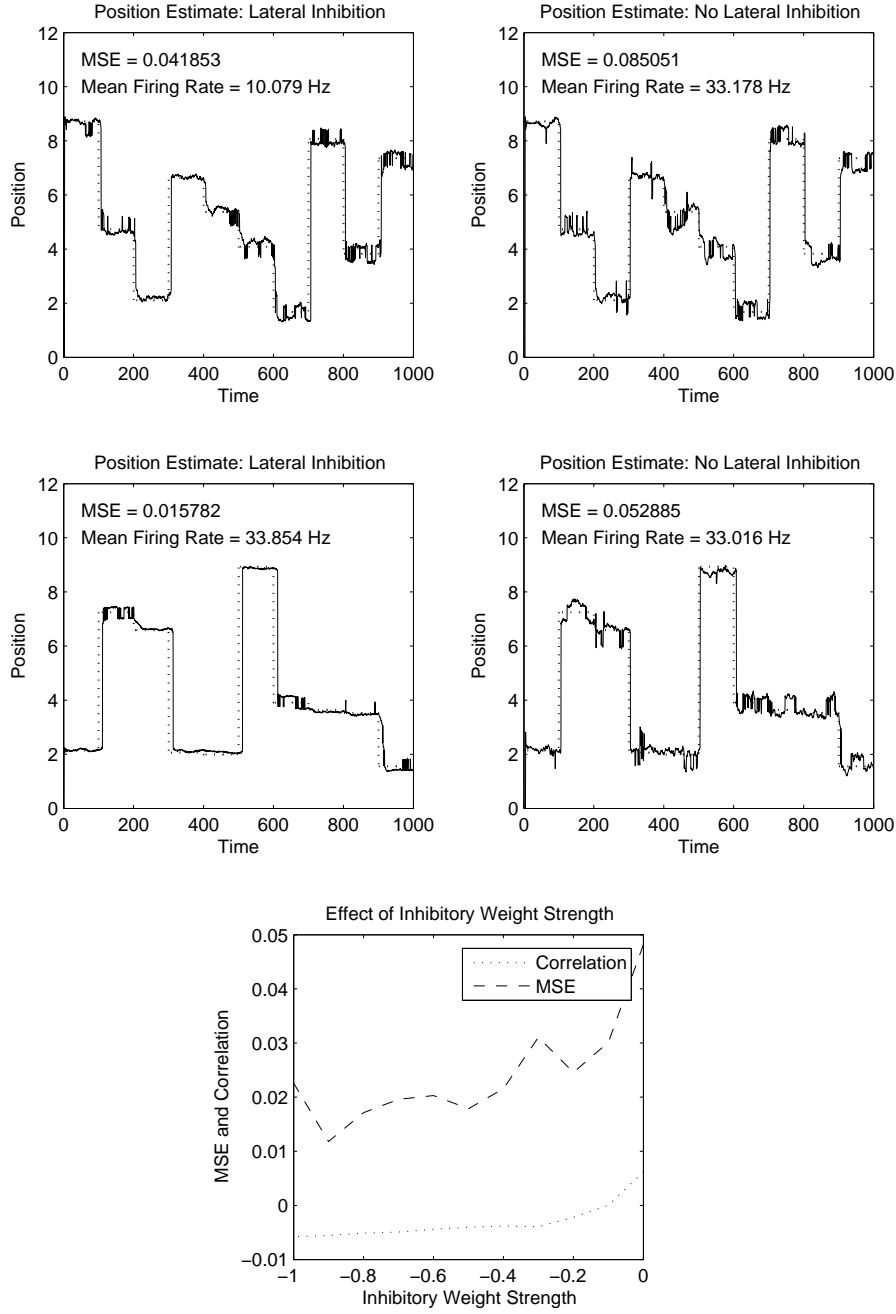 Position Estimate: Lateral Inhibition
MSE = 0.041853
Mean Firing Rate = 10.079 Hz
Position
12
10
8
6
4
2
0
0 200 400 600 800 1000
Time
Position Estimate: No Lateral Inhibition
MSE = 0.085051
Mean Firing Rate = 33.178 Hz
Position
12
10
8
6
4
2
0
0 200 400 600 800 1000
Time
Position Estimate: Lateral Inhibition
MSE = 0.015782
Mean Firing Rate = 33.854 Hz
Position
12
10
8
6
4
2
0
0 200 400 600 800 1000
Time
Position Estimate: No Lateral Inhibition
MSE = 0.052885
Mean Firing Rate = 33.016 Hz
Position
12
10
8
6
4
2
0
0 200 400 600 800 1000
Time
Effect of Inhibitory Weight Strength
Correlation
MSE
MSE and Correlation
0.05
0.04
0.03
0.02
0.01
0
−0.01
−1 −0.8 −0.6 −0.4 −0.2 0
Inhibitory Weight Strength